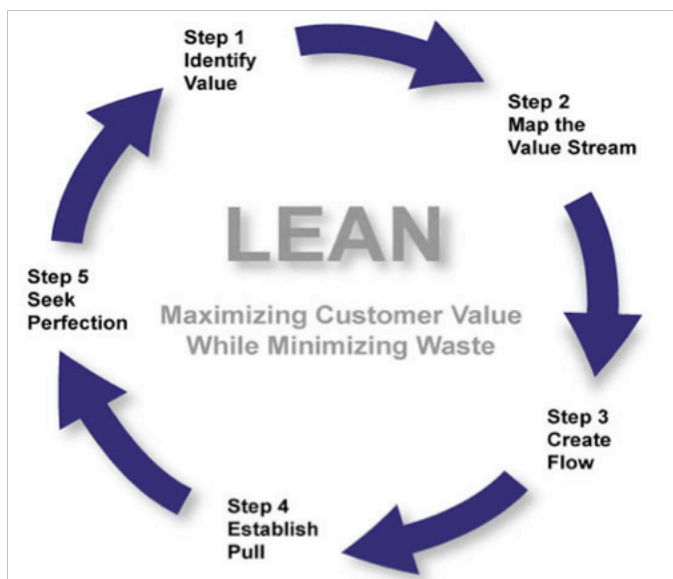 Step 1
Identify
Value
Step 2
Map the
Value Stream
LEAN
Maximizing Customer Value
While Minimizing Waste
Step 3
Create
Flow
Step 4
Establish
Pull
Step 5
Seek
Perfection